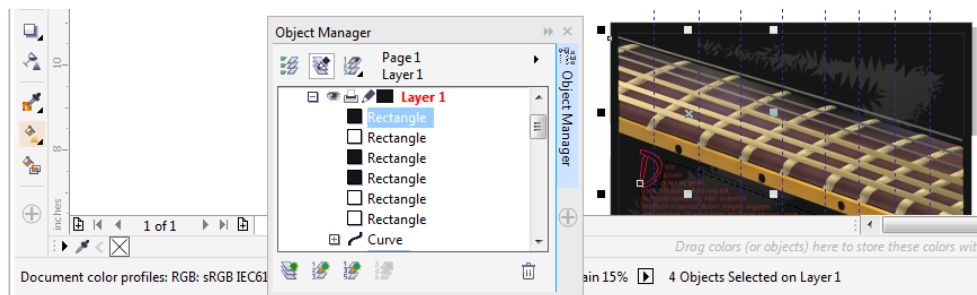 Object Manager
Page 1
Layer 1
Layer 1
Rectangle
Rectangle
Rectangle
Rectangle
Rectangle
Rectangle
Curve
Object Manager
10
8
inches
1 of 1
Drag colors (or objects) here to store these colors wit
Document color profiles: RGB: sRGB IEC61
ain 15%
4 Objects Selected on Layer 1